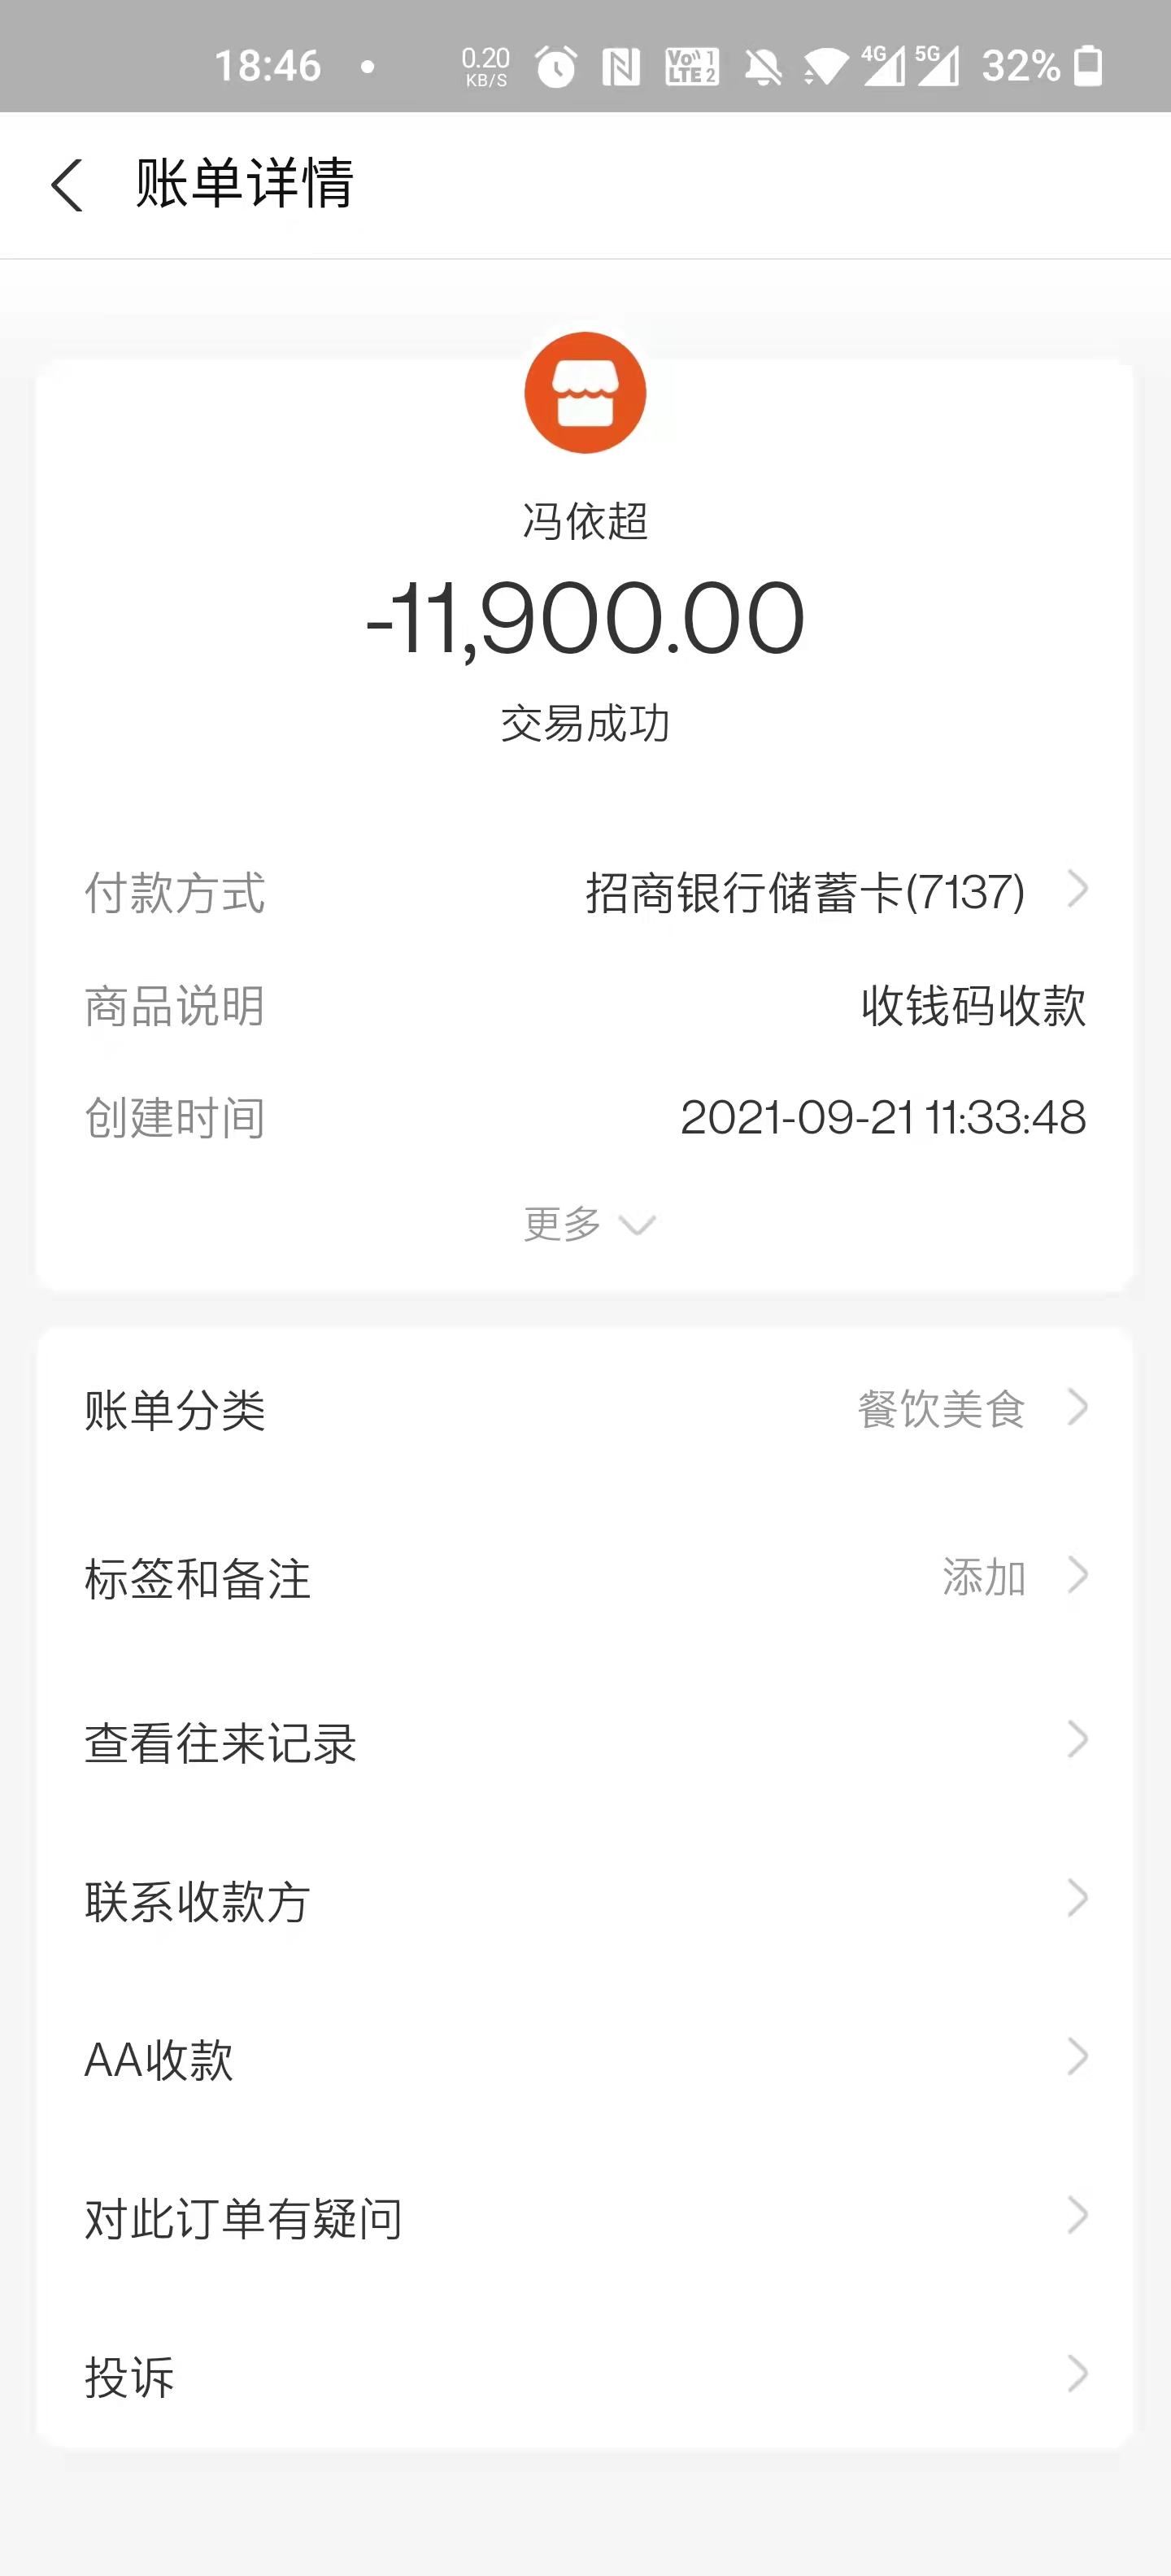 18:46 • 0.20 KB/S Vo LTE 1 2 4G 5G 32%
账单详情
冯依超
-11,900.00
交易成功
付款方式 招商银行储蓄卡(7137)
商品说明 收钱码收款
创建时间 2021-09-21 11:33:48
更多
账单分类 餐饮美食
标签和备注 添加
查看往来记录
联系收款方
AA收款
对此订单有疑问
投诉